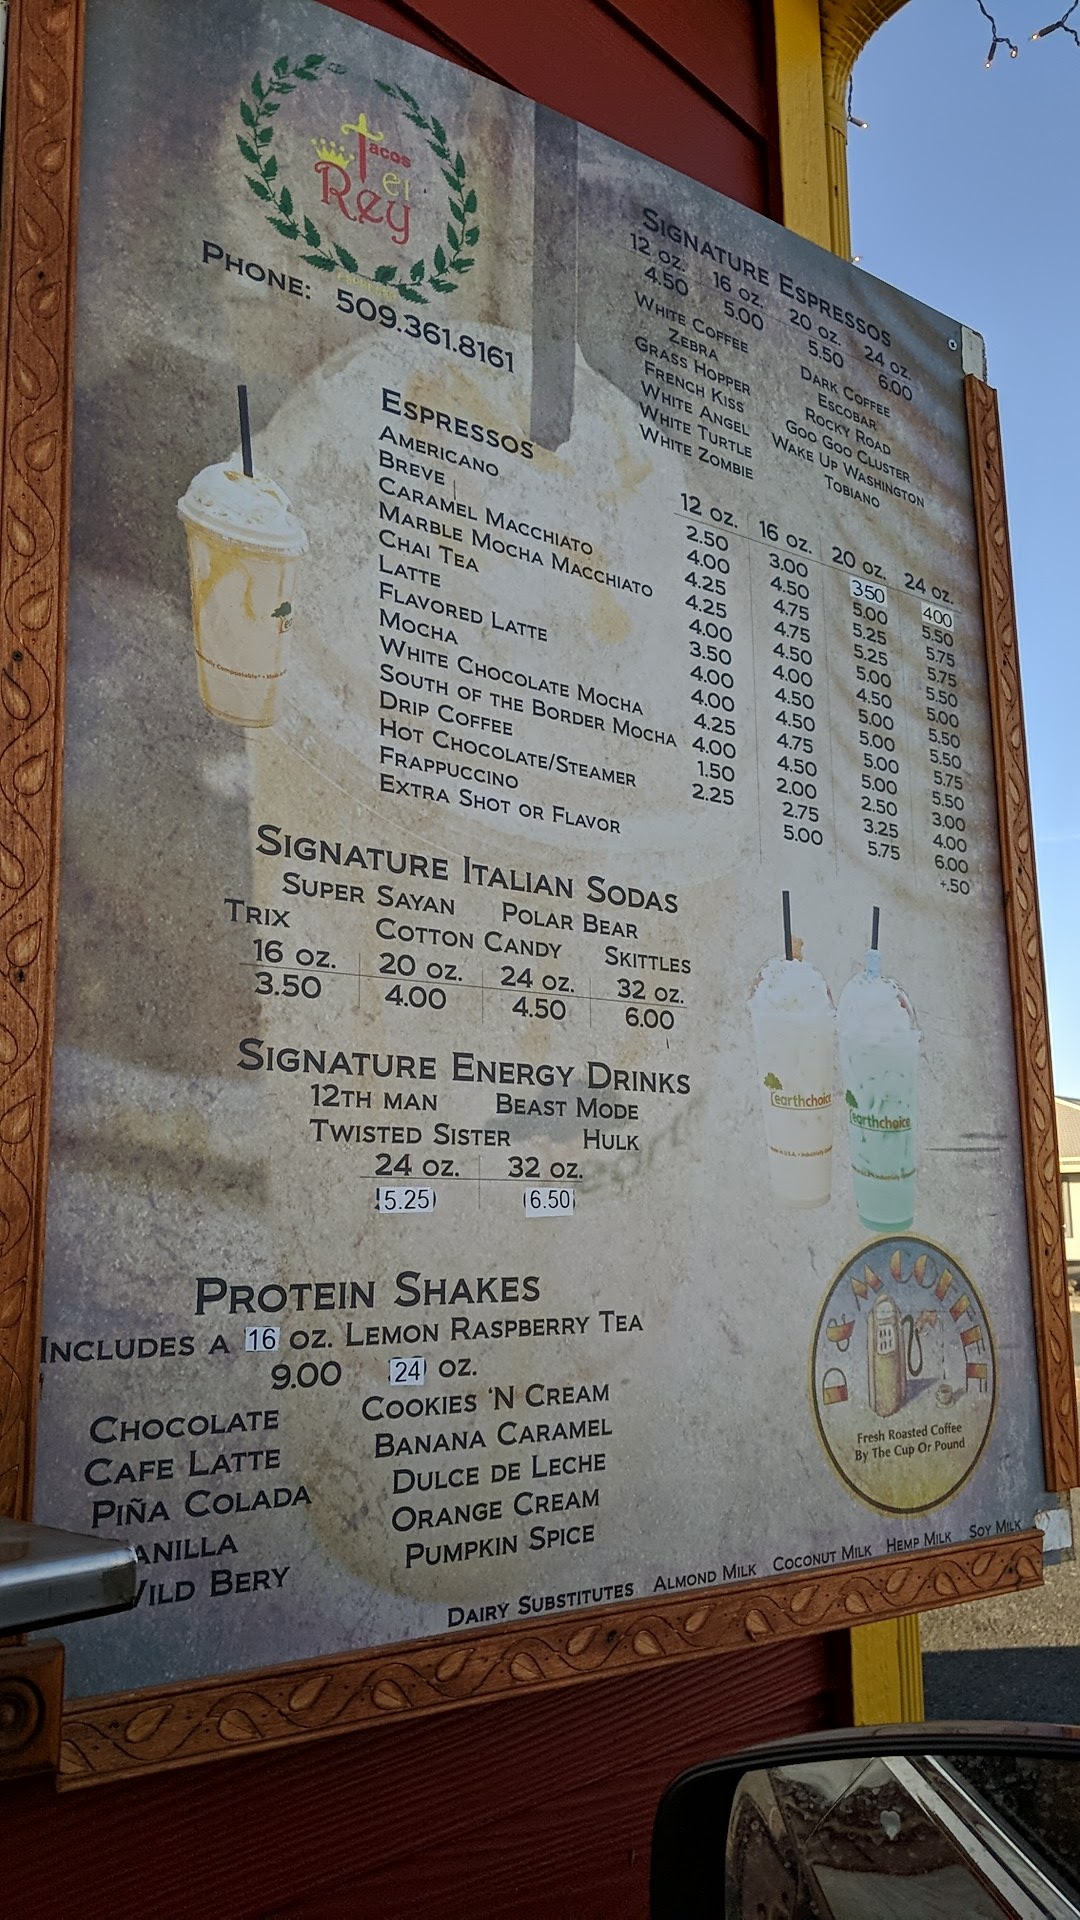 Tacos
el
Rey
PHONE: 509.361.8161
SIGNATURE ESPRESSOS
12 oz. 16 oz. 20 oz. 24 oz.
4.50 5.00 5.50 6.00
WHITE COFFEE DARK COFFEE
ZEBRA ESCOBAR
GRASS HOPPER ROCKY ROAD
FRENCH KISS GOO GOO CLUSTER
WHITE ANGEL WAKE UP WASHINGTON
WHITE TURTLE TOBIANO
WHITE ZOMBIE
ESPRESSOS 12 oz. 16 oz. 20 oz. 24 oz.
AMERICANO 2.50 3.00 350 400
BREVE 4.00 4.50 5.00 5.50
CARAMEL MACCHIATO 4.25 4.75 5.25 5.75
MARBLE MOCHA MACCHIATO 4.25 4.75 5.25 5.75
CHAI TEA 4.00 4.50 5.00 5.50
LATTE 3.50 4.00 4.50 5.00
FLAVORED LATTE 4.00 4.50 5.00 5.50
MOCHA 4.00 4.50 5.00 5.50
WHITE CHOCOLATE MOCHA 4.25 4.75 5.00 5.75
SOUTH OF THE BORDER MOCHA 4.00 4.50 5.00 5.50
DRIP COFFEE 1.50 2.00 2.50 3.00
HOT CHOCOLATE/STEAMER 2.25 2.75 3.25 4.00
FRAPPUCCINO 5.00 5.75 6.00
EXTRA SHOT OR FLAVOR +.50
SIGNATURE ITALIAN SODAS
SUPER SAYAN POLAR BEAR
TRIX COTTON CANDY SKITTLES
16 oz. 20 oz. 24 oz. 32 oz.
3.50 4.00 4.50 6.00
SIGNATURE ENERGY DRINKS
12TH MAN BEAST MODE
TWISTED SISTER HULK
24 oz. 32 oz.
5.25 6.50
earthchoice
earthchoice
PROTEIN SHAKES
INCLUDES A 16 OZ. LEMON RASPBERRY TEA
9.00 24 OZ.
CHOCOLATE COOKIES 'N CREAM
CAFE LATTE BANANA CARAMEL
PIÑA COLADA DULCE DE LECHE
ANILLA ORANGE CREAM
WILD BERY PUMPKIN SPICE
D & M COFFEE
Fresh Roasted Coffee
By The Cup Or Pound
DAIRY SUBSTITUTES ALMOND MILK COCONUT MILK HEMP MILK SOY MILK